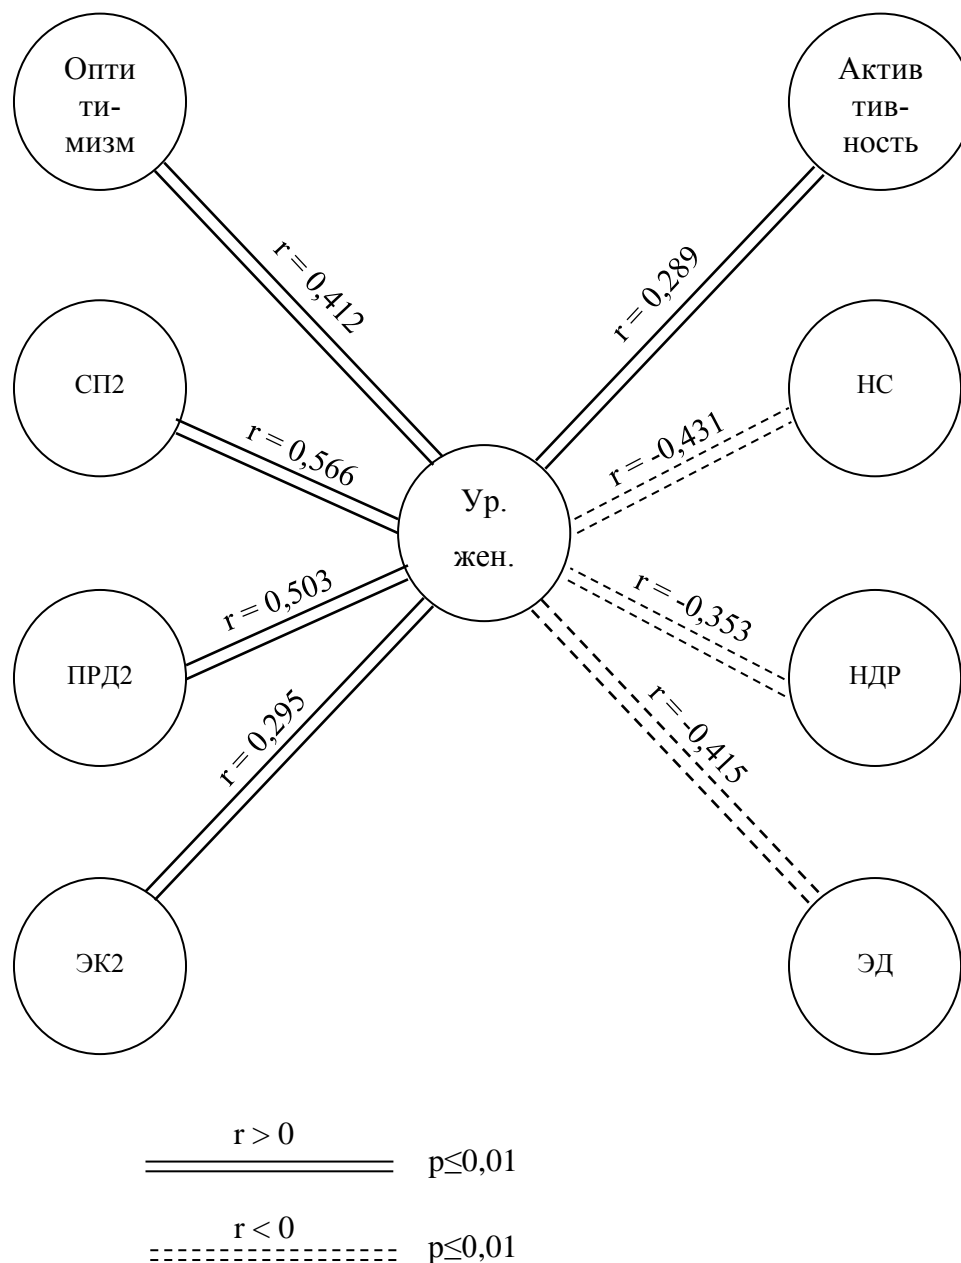 Опти
ти-
мизм
Актив
тив-
ность
r = 0,412
r = 0,289
СП2
НС
r = 0,566
r = -0,431
Ур.
жен.
r = 0,503
r = -0,353
ПРД2
НДР
r = 0,295
r = -0,415
ЭК2
ЭД
r > 0
p≤0,01
r < 0
p≤0,01